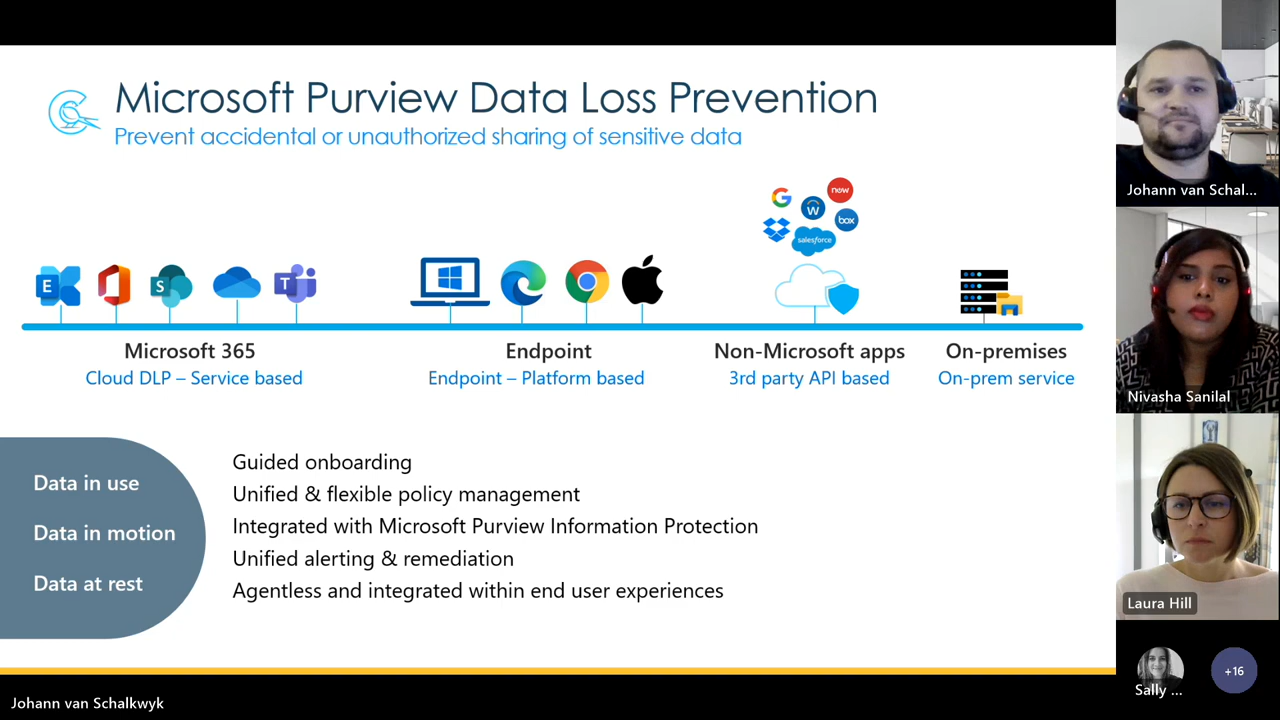 Microsoft Purview Data Loss Prevention
Prevent accidental or unauthorized sharing of sensitive data
G
now
W
box
salesforce
E
S
T
Microsoft 365
Cloud DLP – Service based
Endpoint
Endpoint – Platform based
Non-Microsoft apps
3rd party API based
On-premises
On-prem service
Data in use
Data in motion
Data at rest
Guided onboarding
Unified & flexible policy management
Integrated with Microsoft Purview Information Protection
Unified alerting & remediation
Agentless and integrated within end user experiences
Johann van Schalkwyk
Johann van Schal...
Nivasha Sanilal
Laura Hill
Sally ...
+16